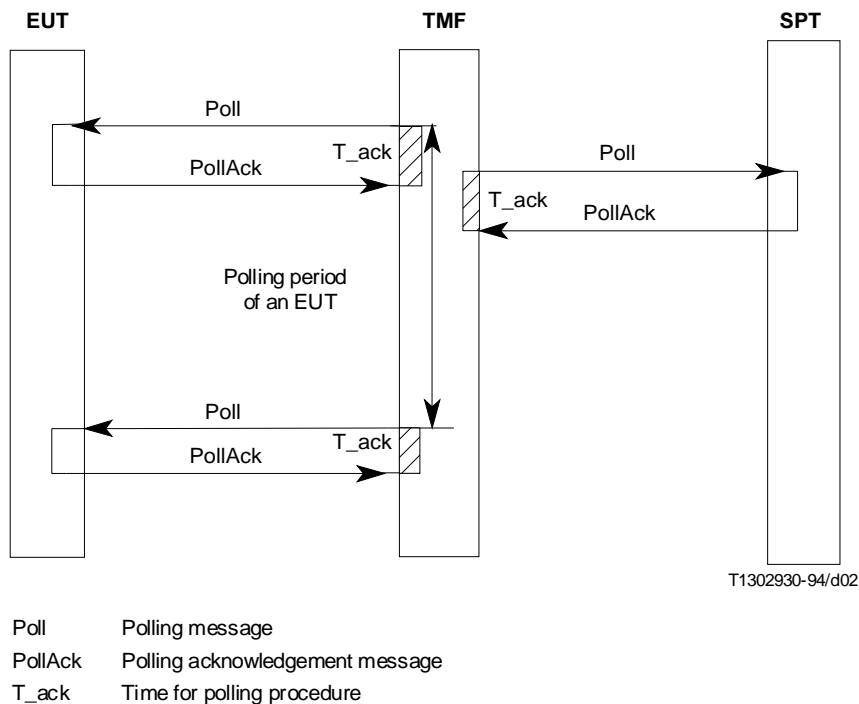 EUT TMF SPT
Poll
T_ack
Poll
PollAck
T_ack
PollAck
Polling period
of an EUT
Poll
T_ack
PollAck
T1302930-94/d02
Poll Polling message
PollAck Polling acknowledgement message
T_ack Time for polling procedure